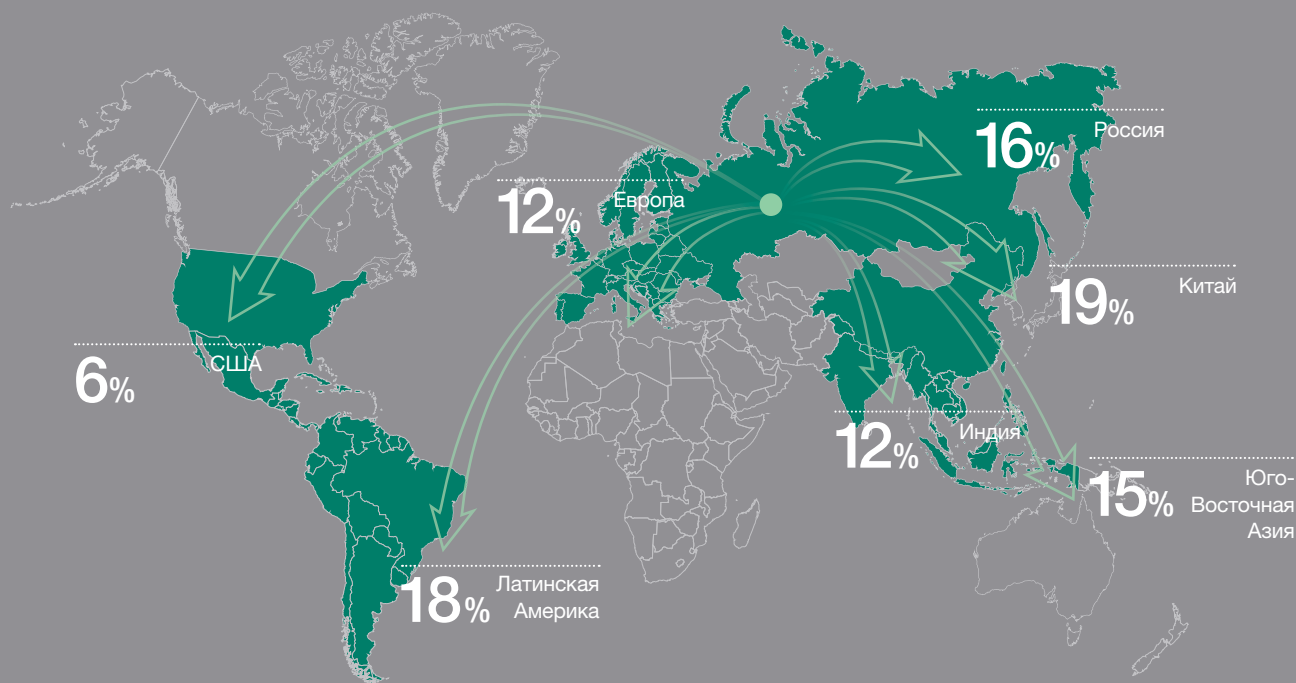 16%
Россия
12%
Европа
19%
Китай
6%
США
12%
Индия
15%
Юго-
Восточная
Азия
18%
Латинская
Америка